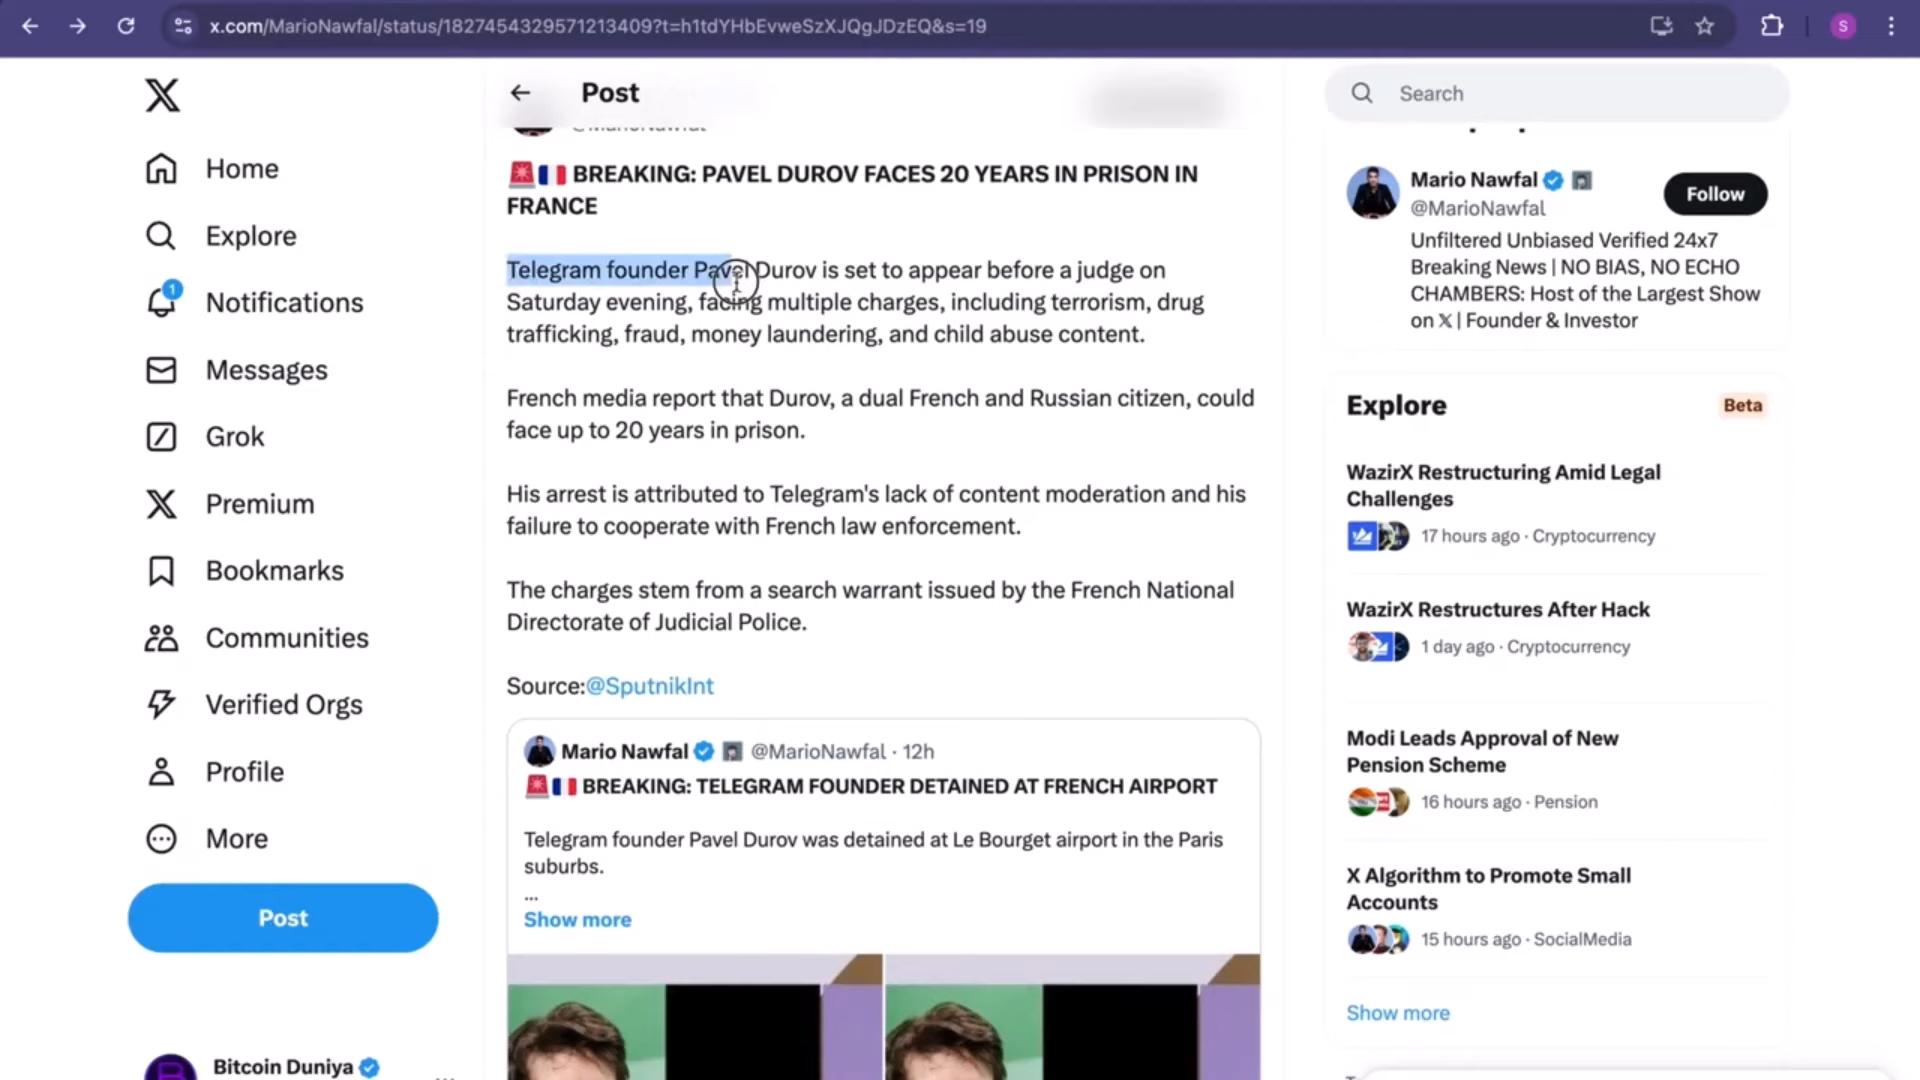 x.com/MarioNawfal/status/1827454329571213409?t=h1tdYHbEvweSzXJQgJDzEQ&s=19
S
Home
Explore
1
Notifications
Messages
Grok
Premium
Bookmarks
Communities
Verified Orgs
Profile
More
Post
Bitcoin Duniya
Post
@MarioNawfal
🚨🇫🇷 BREAKING: PAVEL DUROV FACES 20 YEARS IN PRISON IN
FRANCE
Telegram founder Pavel Durov is set to appear before a judge on
Saturday evening, facing multiple charges, including terrorism, drug
trafficking, fraud, money laundering, and child abuse content.
French media report that Durov, a dual French and Russian citizen, could
face up to 20 years in prison.
His arrest is attributed to Telegram's lack of content moderation and his
failure to cooperate with French law enforcement.
The charges stem from a search warrant issued by the French National
Directorate of Judicial Police.
Source:@SputnikInt
Mario Nawfal @MarioNawfal · 12h
🚨🇫🇷 BREAKING: TELEGRAM FOUNDER DETAINED AT FRENCH AIRPORT
Telegram founder Pavel Durov was detained at Le Bourget airport in the Paris
suburbs.
...
Show more
Search
Mario Nawfal
@MarioNawfal
Follow
Unfiltered Unbiased Verified 24x7
Breaking News | NO BIAS, NO ECHO
CHAMBERS: Host of the Largest Show
on 𝕏 | Founder & Investor
Explore
Beta
WazirX Restructuring Amid Legal
Challenges
17 hours ago · Cryptocurrency
WazirX Restructures After Hack
1 day ago · Cryptocurrency
Modi Leads Approval of New
Pension Scheme
16 hours ago · Pension
X Algorithm to Promote Small
Accounts
15 hours ago · SocialMedia
Show more